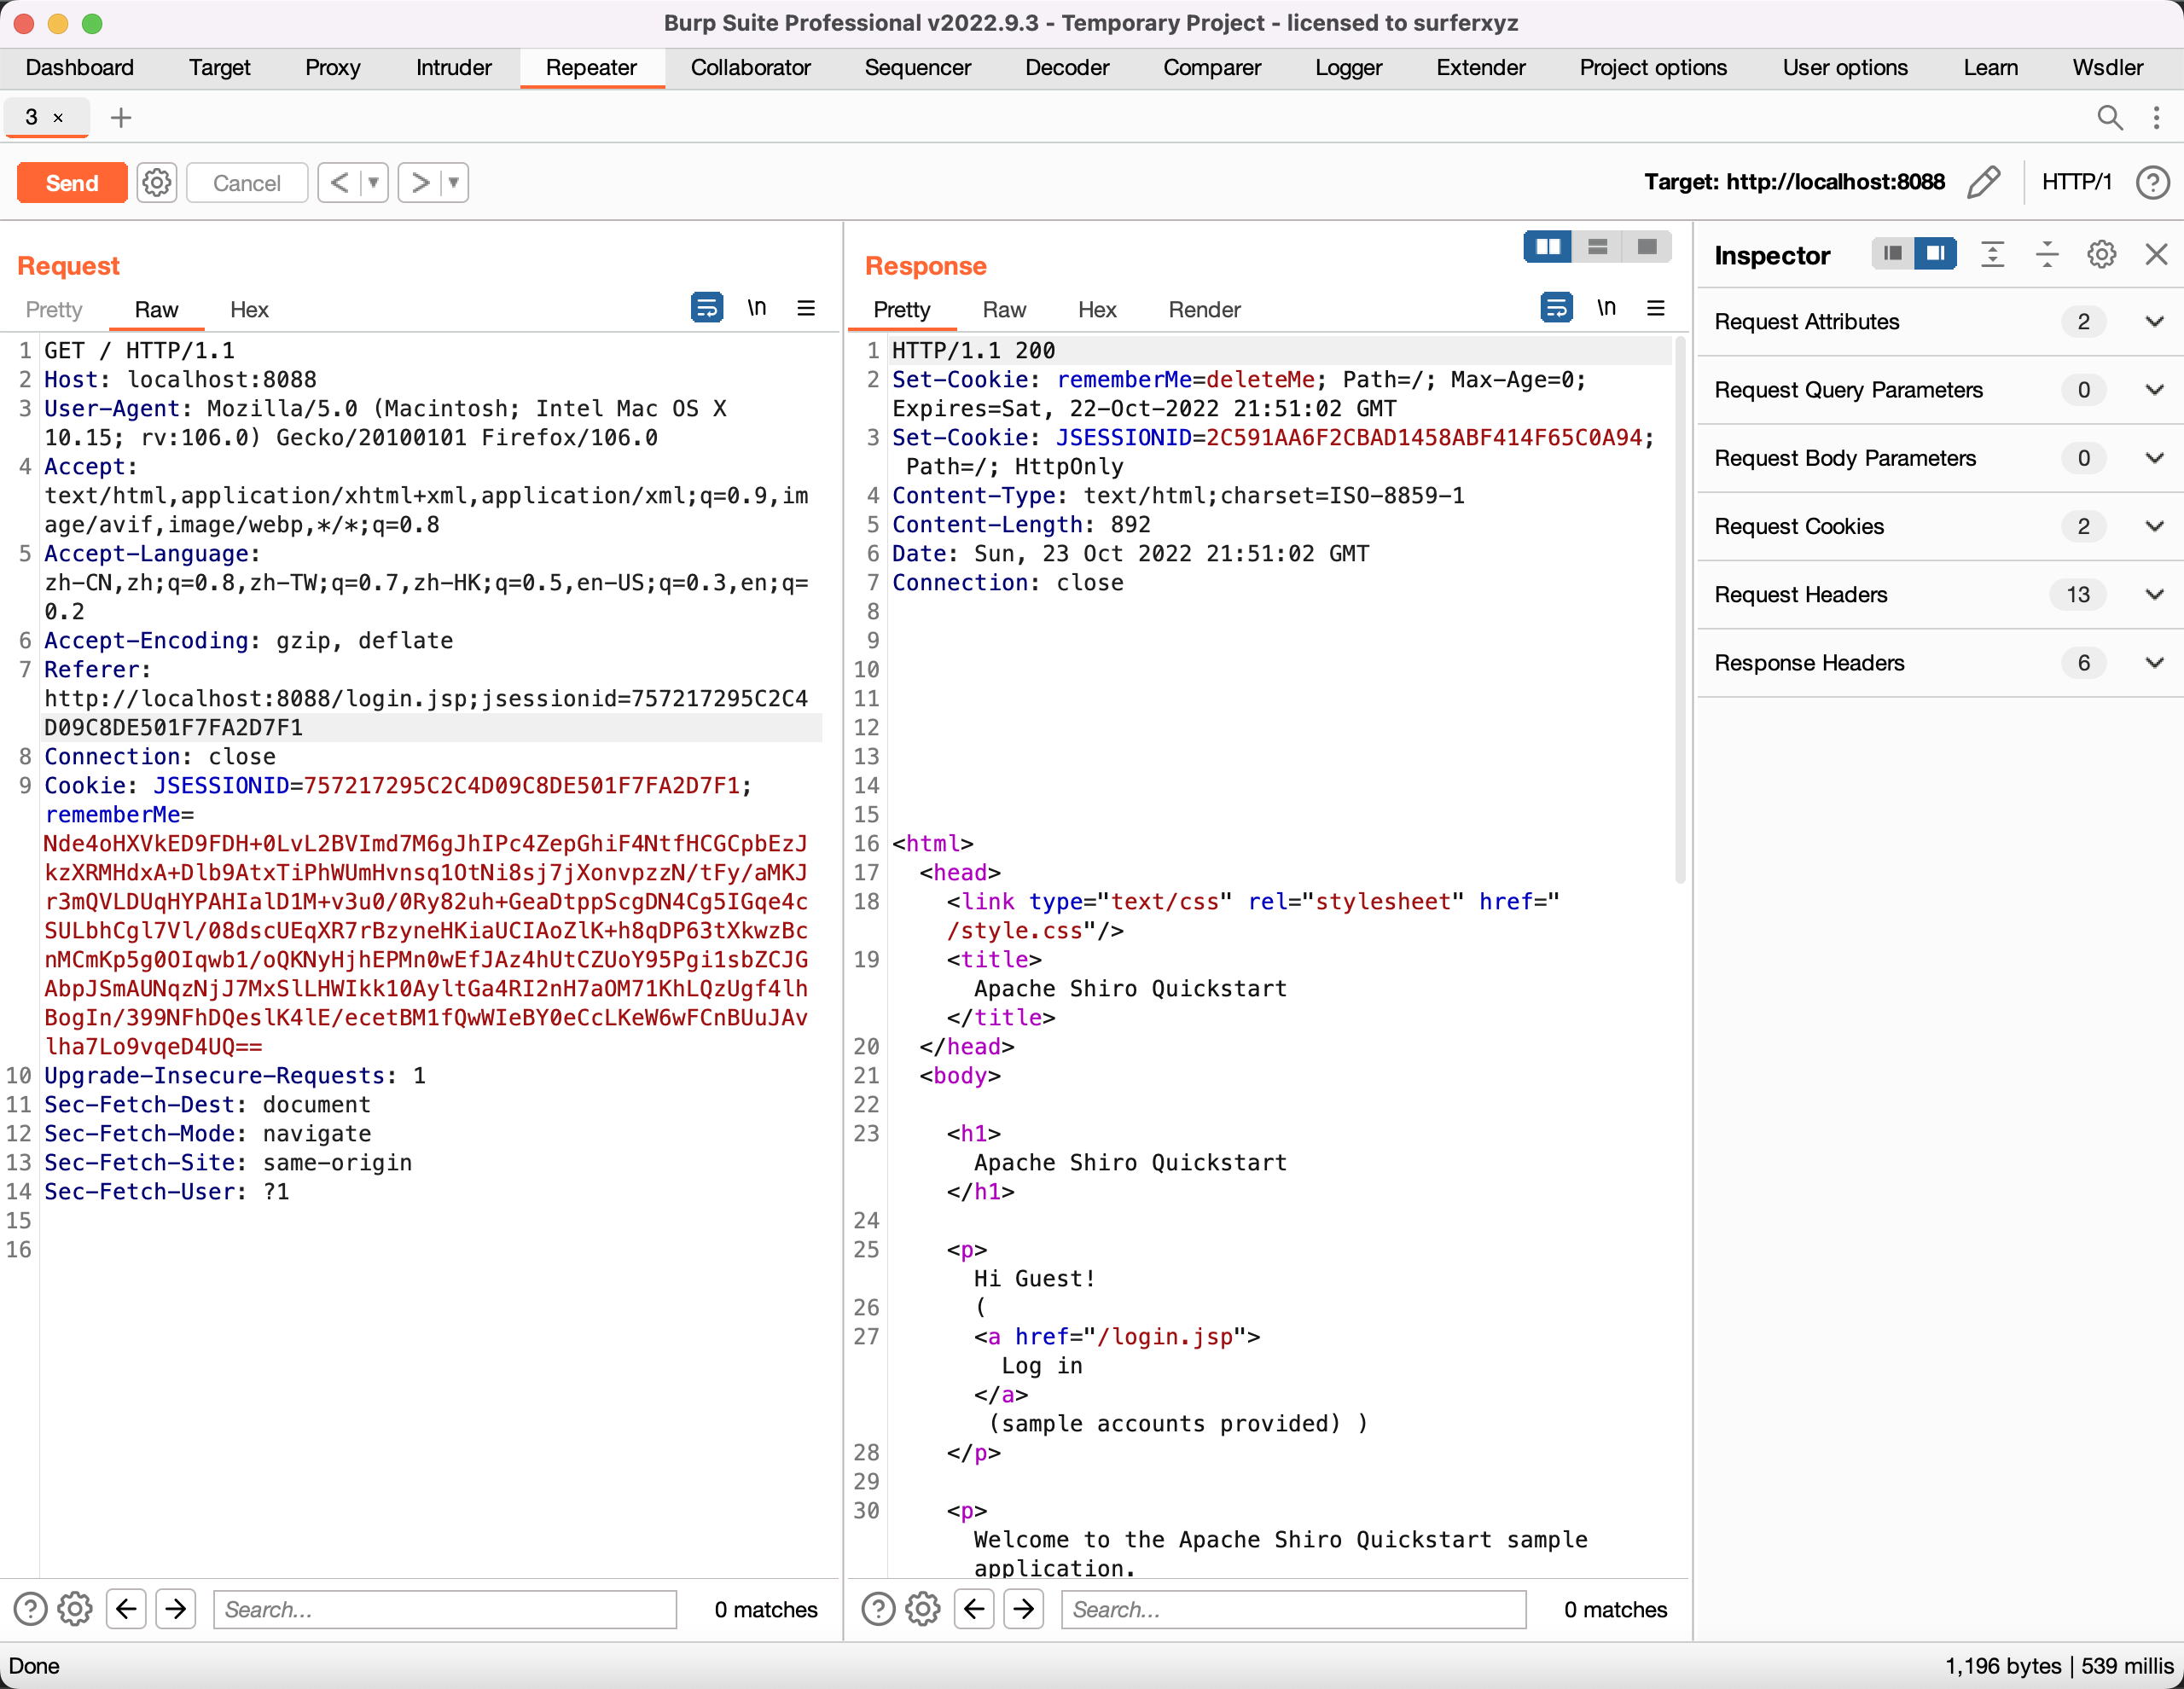 Burp Suite Professional v2022.9.3 - Temporary Project - licensed to surferxyz
Dashboard Target Proxy Intruder Repeater Collaborator Sequencer Decoder Comparer Logger Extender Project options User options Learn Wsdler
3 ×
Send Cancel < > Target: http://localhost:8088 HTTP/1
Request
Pretty Raw Hex \n
1 GET / HTTP/1.1
2 Host: localhost:8088
3 User-Agent: Mozilla/5.0 (Macintosh; Intel Mac OS X
10.15; rv:106.0) Gecko/20100101 Firefox/106.0
4 Accept:
text/html,application/xhtml+xml,application/xml;q=0.9,im
age/avif,image/webp,*/*;q=0.8
5 Accept-Language:
zh-CN,zh;q=0.8,zh-TW;q=0.7,zh-HK;q=0.5,en-US;q=0.3,en;q=
0.2
6 Accept-Encoding: gzip, deflate
7 Referer:
http://localhost:8088/login.jsp;jsessionid=757217295C2C4
D09C8DE501F7FA2D7F1
8 Connection: close
9 Cookie: JSESSIONID=757217295C2C4D09C8DE501F7FA2D7F1;
rememberMe=
Nde4oHXVkED9FDH+0LvL2BVImd7M6gJhIPc4ZepGhiF4NtfHCGCpbEzJ
kzXRMHdxA+Dlb9AtxTiPhWUmHvnsq1OtNi8sj7jXonvpzzN/tFy/aMKJ
r3mQVLDUqHYPAHIalD1M+v3u0/0Ry82uh+GeaDtppScgDN4Cg5IGqe4c
SULbhCgl7Vl/08dscUEqXR7rBzyneHKiaUCIAoZlK+h8qDP63tXkwzBc
nMCmKp5g0OIqwb1/oQKNyHjhEPMn0wEfJAz4hUtCZUoY95Pgi1sbZCJG
AbpJSmAUNqzNjJ7MxSlLHWIkk10AyltGa4RI2nH7aOM71KhLQzUgf4lh
BogIn/399NFhDQeslK4lE/ecetBM1fQwWIeBY0eCcLKeW6wFCnBUuJAv
lha7Lo9vqeD4UQ==
10 Upgrade-Insecure-Requests: 1
11 Sec-Fetch-Dest: document
12 Sec-Fetch-Mode: navigate
13 Sec-Fetch-Site: same-origin
14 Sec-Fetch-User: ?1
15
16
Search... 0 matches
Response
Pretty Raw Hex Render \n
1 HTTP/1.1 200
2 Set-Cookie: rememberMe=deleteMe; Path=/; Max-Age=0;
Expires=Sat, 22-Oct-2022 21:51:02 GMT
3 Set-Cookie: JSESSIONID=2C591AA6F2CBAD1458ABF414F65C0A94;
Path=/; HttpOnly
4 Content-Type: text/html;charset=ISO-8859-1
5 Content-Length: 892
6 Date: Sun, 23 Oct 2022 21:51:02 GMT
7 Connection: close
8
9
10
11
12
13
14
15
16 <html>
17 <head>
18 <link type="text/css" rel="stylesheet" href="
/style.css"/>
19 <title>
Apache Shiro Quickstart
</title>
20 </head>
21 <body>
22
23 <h1>
Apache Shiro Quickstart
</h1>
24
25 <p>
Hi Guest!
26 (
27 <a href="/login.jsp">
Log in
</a>
(sample accounts provided) )
28 </p>
29
30 <p>
Welcome to the Apache Shiro Quickstart sample
application.
Search... 0 matches
Inspector
Request Attributes 2
Request Query Parameters 0
Request Body Parameters 0
Request Cookies 2
Request Headers 13
Response Headers 6
Done 1,196 bytes | 539 millis